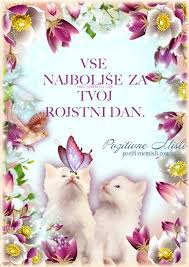 VSE
NAJBOLJŠE ZA
TVOJ
ROJSTNI DAN.
Pozitivne Misli
pozitivnemisli.com